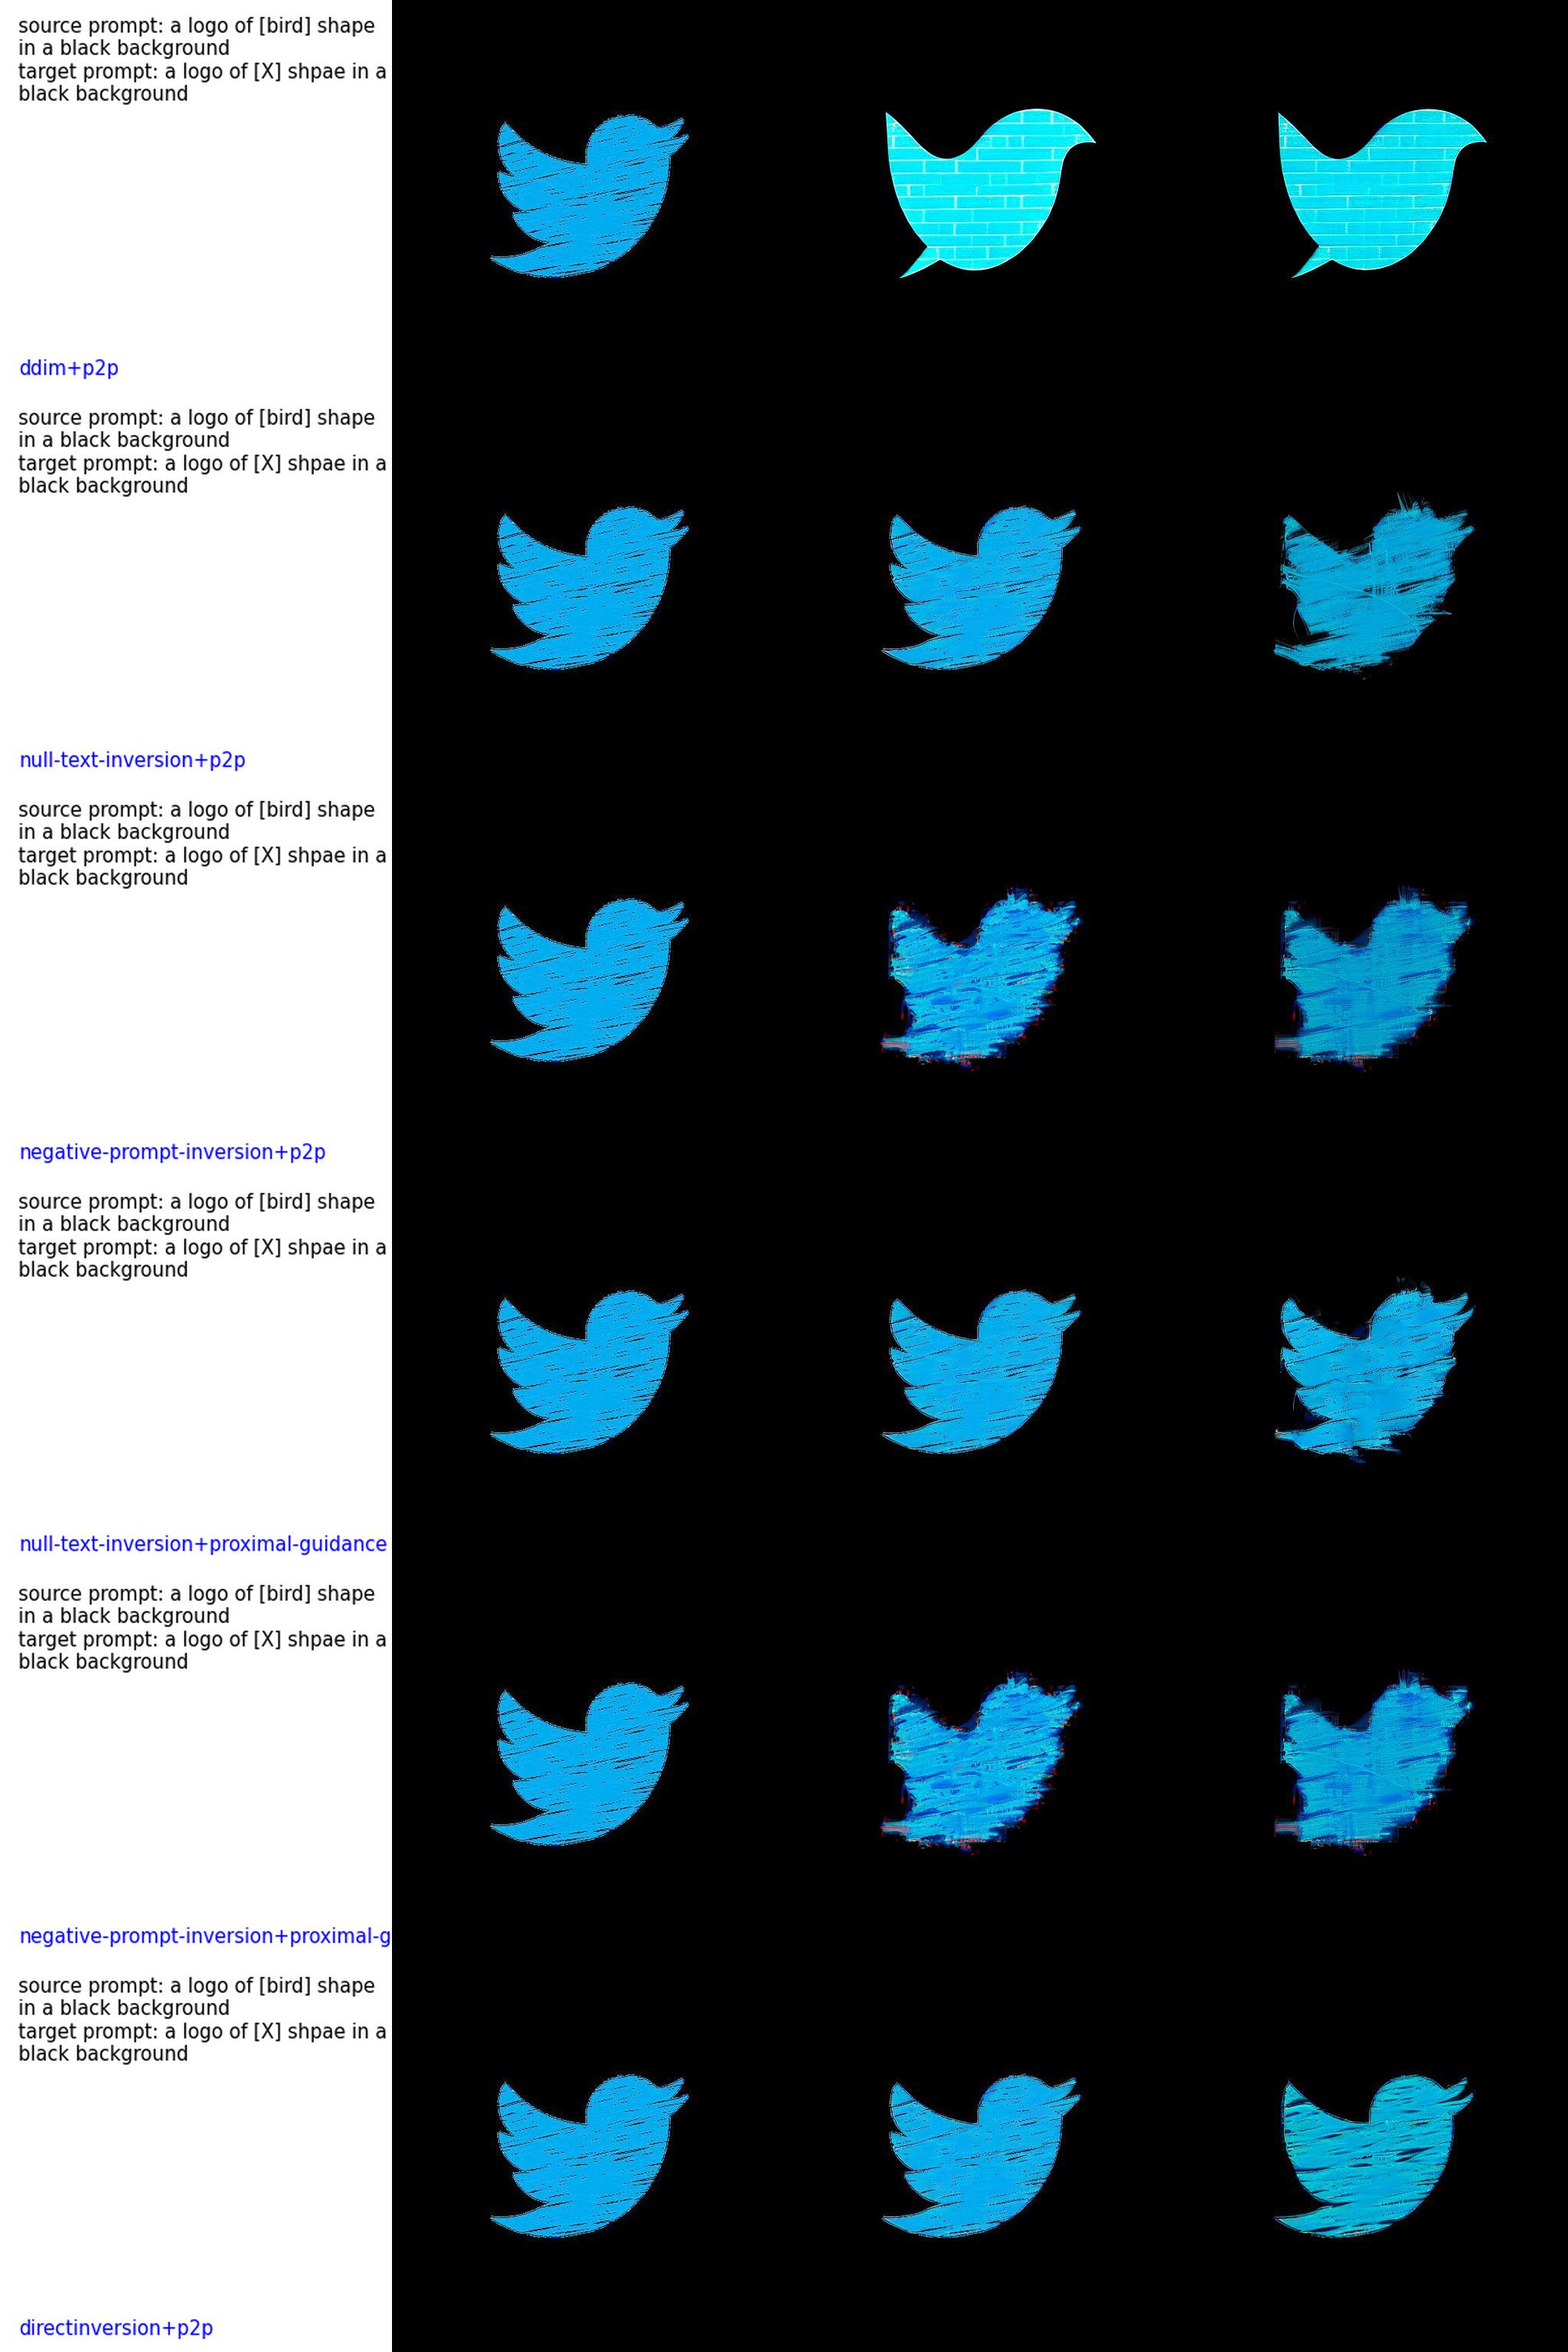 source prompt: a logo of [bird] shape
in a black background
target prompt: a logo of [X] shpae in a
black background
ddim+p2p
source prompt: a logo of [bird] shape
in a black background
target prompt: a logo of [X] shpae in a
black background
null-text-inversion+p2p
source prompt: a logo of [bird] shape
in a black background
target prompt: a logo of [X] shpae in a
black background
negative-prompt-inversion+p2p
source prompt: a logo of [bird] shape
in a black background
target prompt: a logo of [X] shpae in a
black background
null-text-inversion+proximal-guidance
source prompt: a logo of [bird] shape
in a black background
target prompt: a logo of [X] shpae in a
black background
negative-prompt-inversion+proximal-g
source prompt: a logo of [bird] shape
in a black background
target prompt: a logo of [X] shpae in a
black background
directinversion+p2p